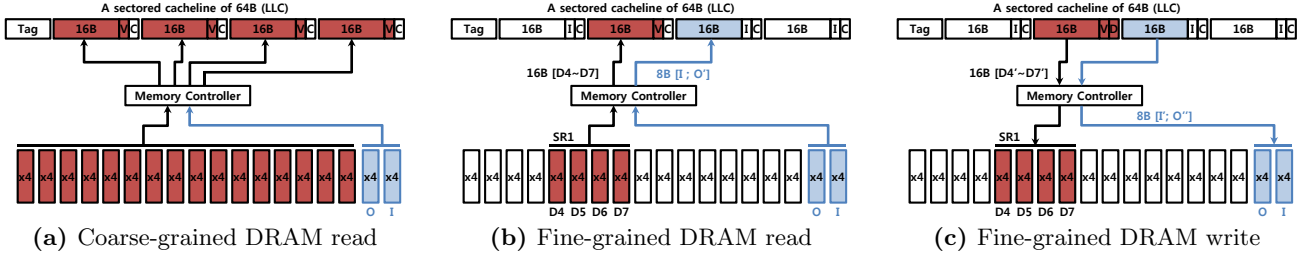 A sectored cacheline of 64B (LLC)
Tag 16B V C 16B V C 16B V C 16B V C
Memory Controller
x4 x4 x4 x4 x4 x4 x4 x4 x4 x4 x4 x4 x4 x4 x4 x4 x4 x4
O I
(a) Coarse-grained DRAM read
A sectored cacheline of 64B (LLC)
Tag 16B I C 16B V C 16B I C 16B I C
16B [D4~D7] 8B [I ; O']
Memory Controller
SR1
x4 x4 x4 x4 x4 x4 x4 x4 x4 x4 x4 x4 x4 x4 x4 x4 x4 x4
D4 D5 D6 D7 O I
(b) Fine-grained DRAM read
A sectored cacheline of 64B (LLC)
Tag 16B I C 16B V D 16B I C 16B I C
16B [D4'~D7']
Memory Controller
8B [I'; O'']
SR1
x4 x4 x4 x4 x4 x4 x4 x4 x4 x4 x4 x4 x4 x4 x4 x4 x4 x4
D4 D5 D6 D7 O I
(c) Fine-grained DRAM write